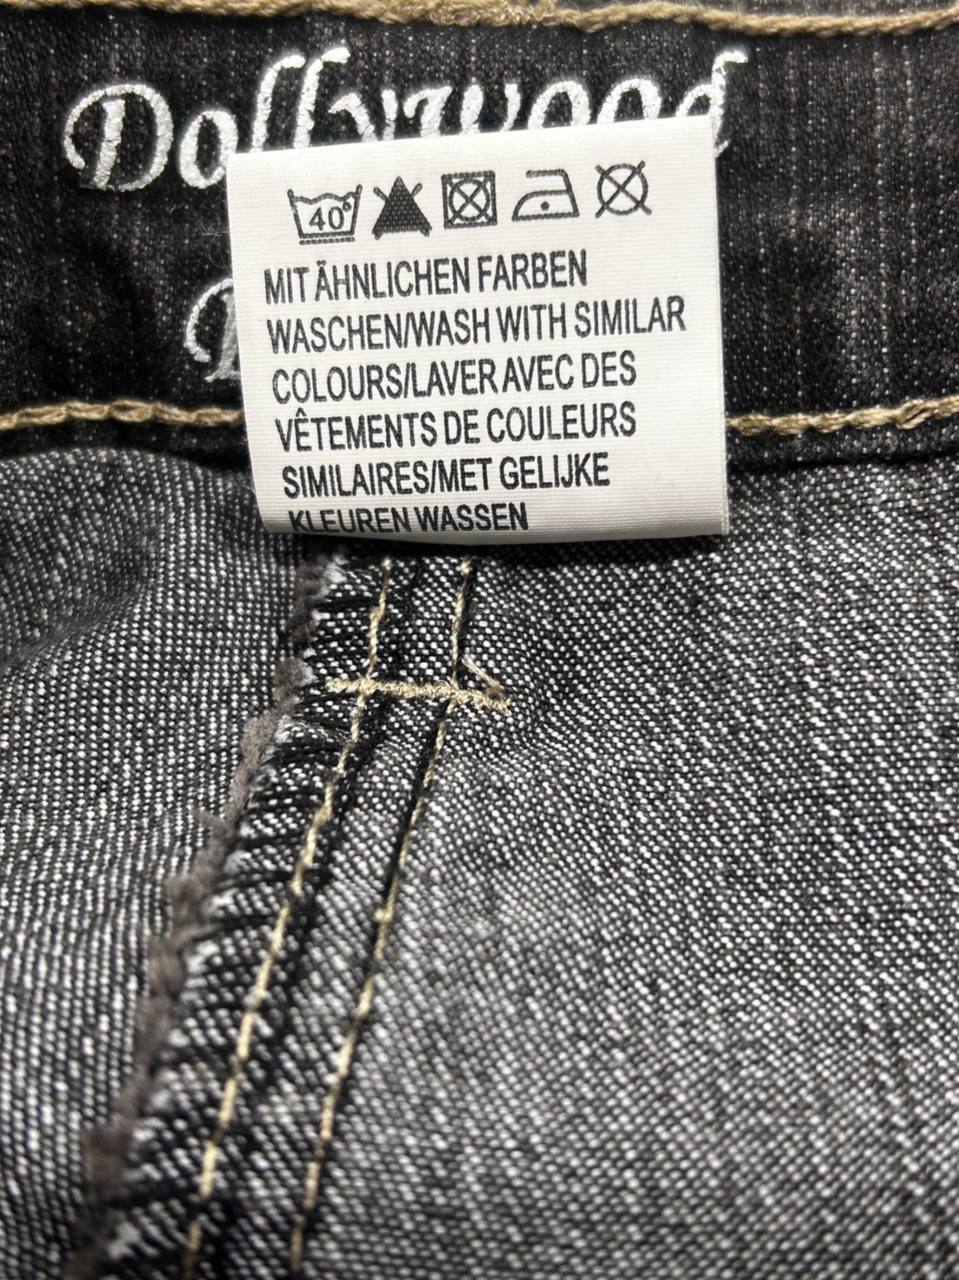 Dollywood
40°
MIT ÄHNLICHEN FARBEN
WASCHEN/WASH WITH SIMILAR
COLOURS/LAVER AVEC DES
VÊTEMENTS DE COULEURS
SIMILAIRES/MET GELIJKE
KLEUREN WASSEN